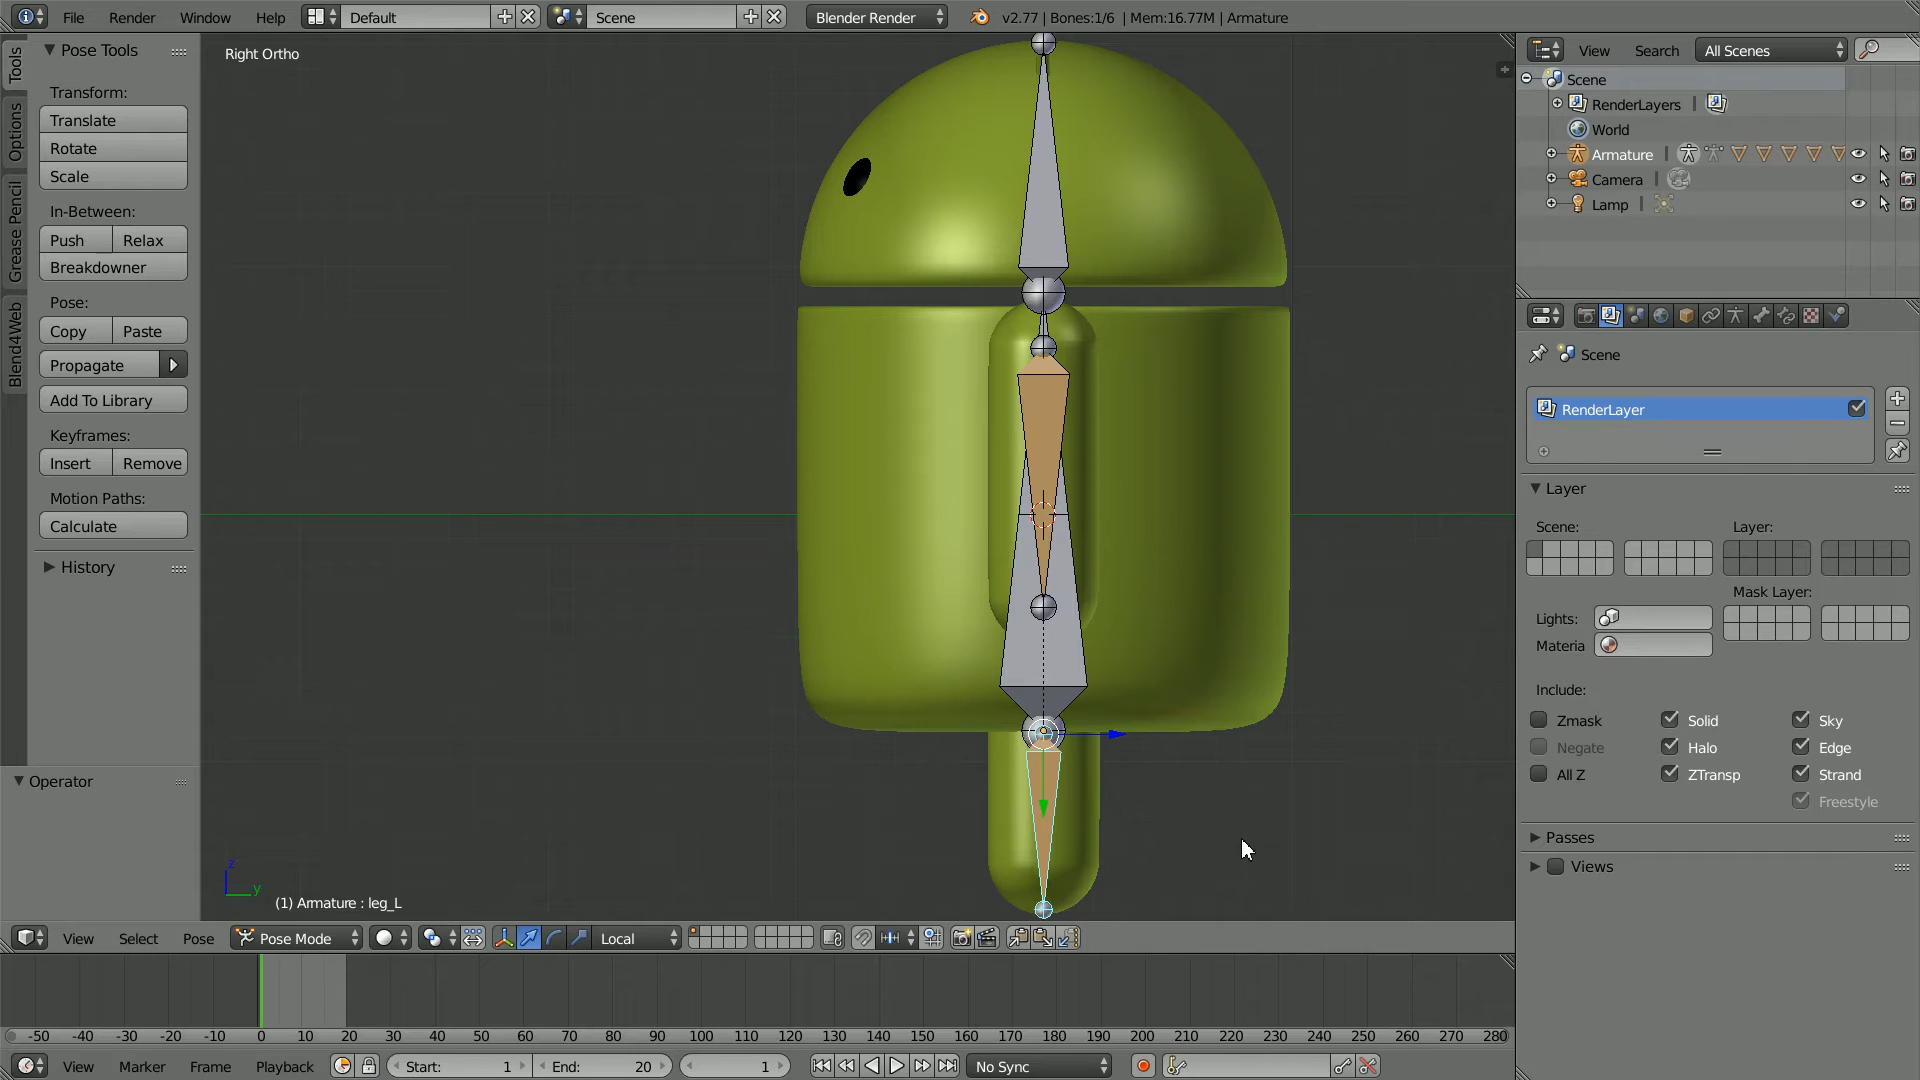 File Render Window Help Default Scene Blender Render v2.77 | Bones:1/6 | Mem:16.77M | Armature
Tools
Options
Grease Pencil
Blend4Web
Pose Tools
Transform:
Translate
Rotate
Scale
In-Between:
Push Relax
Breakdowner
Pose:
Copy Paste
Propagate
Add To Library
Keyframes:
Insert Remove
Motion Paths:
Calculate
History
Operator
Right Ortho
z
y
(1) Armature : leg_L
View Select Pose Pose Mode Local
-50 -40 -30 -20 -10 0 10 20 30 40 50 60 70 80 90 100 110 120 130 140 150 160 170 180 190 200 210 220 230 240 250 260 270 280
View Marker Frame Playback Start: 1 End: 20 1 No Sync
View Search All Scenes
Scene
RenderLayers |
World
Armature |
Camera |
Lamp |
Scene
RenderLayer
Layer
Scene: Layer:
Mask Layer:
Lights:
Materia
Include:
Zmask Solid Sky
Negate Halo Edge
All Z ZTransp Strand
Freestyle
Passes
Views